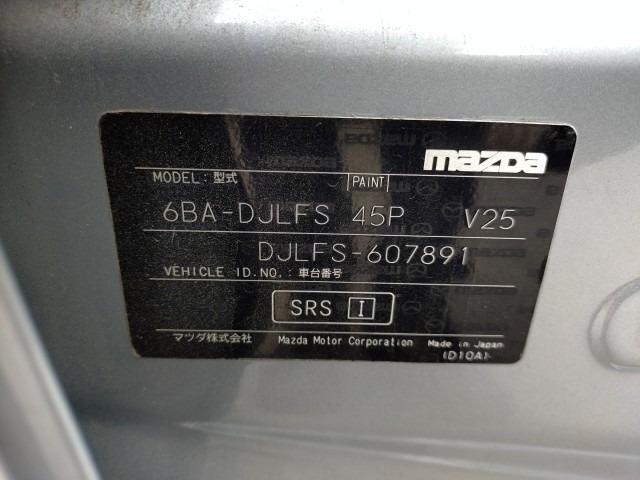 mazda
MODEL: 型式 PAINT
6BA-DJLFS 45P V25
DJLFS-607891
VEHICLE ID.NO.: 車台番号
SRS I
マツダ株式会社 Mazda Motor Corporation Made in Japan
(D10A)